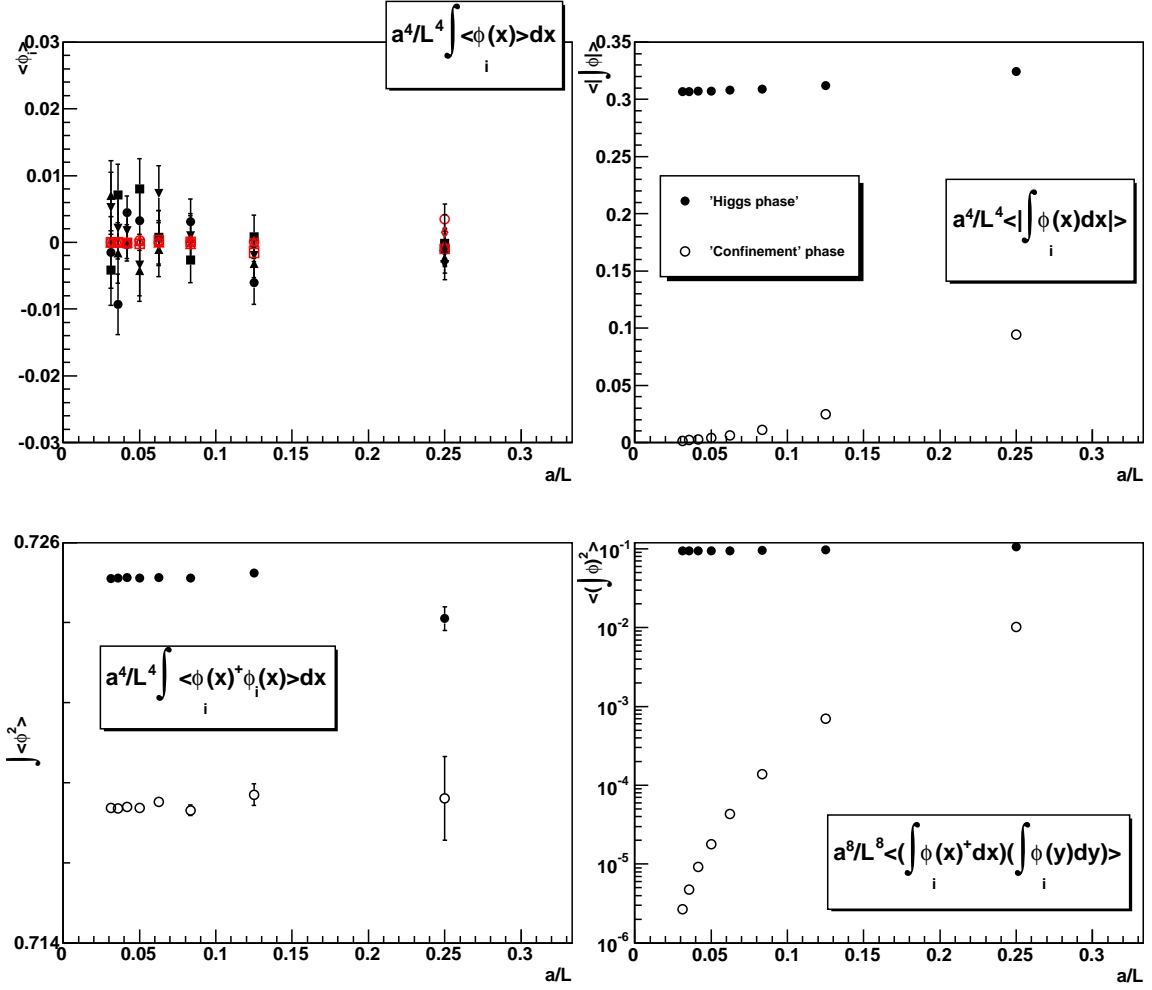 a⁴/L⁴ ∫ᵢ <ϕ(x)>dx
<ϕᵢ>
0.03
0.02
0.01
0
-0.01
-0.02
-0.03
0 0.05 0.1 0.15 0.2 0.25 0.3
a/L
<|∫ϕ|>
0.35
0.3
0.25
0.2
0.15
0.1
0.05
0
'Higgs phase'
'Confinement' phase
a⁴/L⁴<|∫ᵢ ϕ(x)dx|>
0 0.05 0.1 0.15 0.2 0.25 0.3
a/L
∫<ϕ²>
0.726
0.714
a⁴/L⁴ ∫ᵢ <ϕ(x)⁺ϕᵢ(x)>dx
0 0.05 0.1 0.15 0.2 0.25 0.3
a/L
<(∫ϕ)²>
10⁻¹
10⁻²
10⁻³
10⁻⁴
10⁻⁵
10⁻⁶
a⁸/L⁸<(∫ᵢ ϕ(x)⁺dx)(∫ᵢ ϕ(y)dy)>
0 0.05 0.1 0.15 0.2 0.25 0.3
a/L